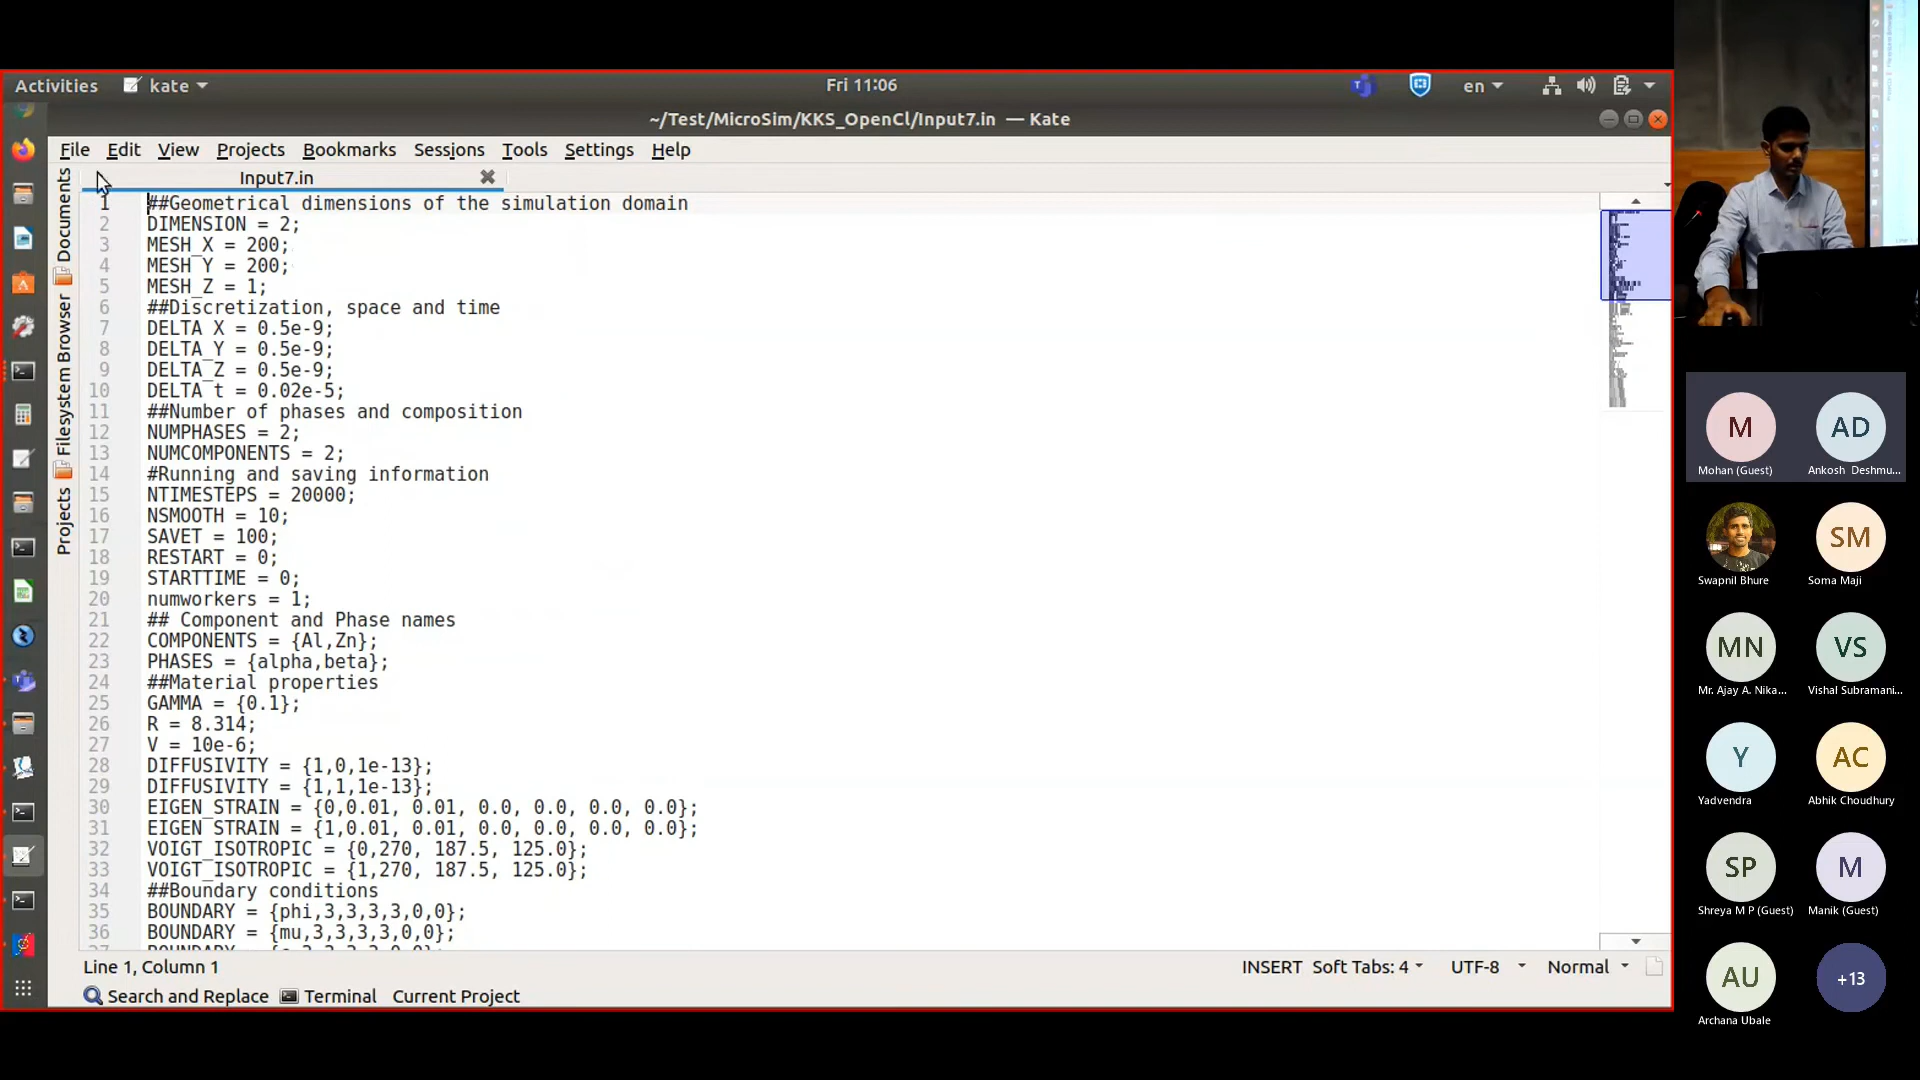 Activities kate Fri 11:06 en
~/Test/MicroSim/KKS_OpenCl/Input7.in — Kate
File Edit View Projects Bookmarks Sessions Tools Settings Help
Input7.in
Documents
Filesystem Browser
Projects
1 ##Geometrical dimensions of the simulation domain
2 DIMENSION = 2;
3 MESH_X = 200;
4 MESH_Y = 200;
5 MESH_Z = 1;
6 ##Discretization, space and time
7 DELTA_X = 0.5e-9;
8 DELTA_Y = 0.5e-9;
9 DELTA_Z = 0.5e-9;
10 DELTA_t = 0.02e-5;
11 ##Number of phases and composition
12 NUMPHASES = 2;
13 NUMCOMPONENTS = 2;
14 #Running and saving information
15 NTIMESTEPS = 20000;
16 NSMOOTH = 10;
17 SAVET = 100;
18 RESTART = 0;
19 STARTTIME = 0;
20 numworkers = 1;
21 ## Component and Phase names
22 COMPONENTS = {Al,Zn};
23 PHASES = {alpha,beta};
24 ##Material properties
25 GAMMA = {0.1};
26 R = 8.314;
27 V = 10e-6;
28 DIFFUSIVITY = {1,0,1e-13};
29 DIFFUSIVITY = {1,1,1e-13};
30 EIGEN_STRAIN = {0,0.01, 0.01, 0.0, 0.0, 0.0, 0.0};
31 EIGEN_STRAIN = {1,0.01, 0.01, 0.0, 0.0, 0.0, 0.0};
32 VOIGT_ISOTROPIC = {0,270, 187.5, 125.0};
33 VOIGT_ISOTROPIC = {1,270, 187.5, 125.0};
34 ##Boundary conditions
35 BOUNDARY = {phi,3,3,3,3,0,0};
36 BOUNDARY = {mu,3,3,3,3,0,0};
Line 1, Column 1 INSERT Soft Tabs: 4 UTF-8 Normal
Search and Replace Terminal Current Project
M AD
Mohan (Guest) Ankosh Deshmu...
SM
Swapnil Bhure Soma Maji
MN VS
Mr. Ajay A. Nika... Vishal Subramani...
Y AC
Yadvendra Abhik Choudhury
SP M
Shreya M P (Guest) Manik (Guest)
AU +13
Archana Ubale